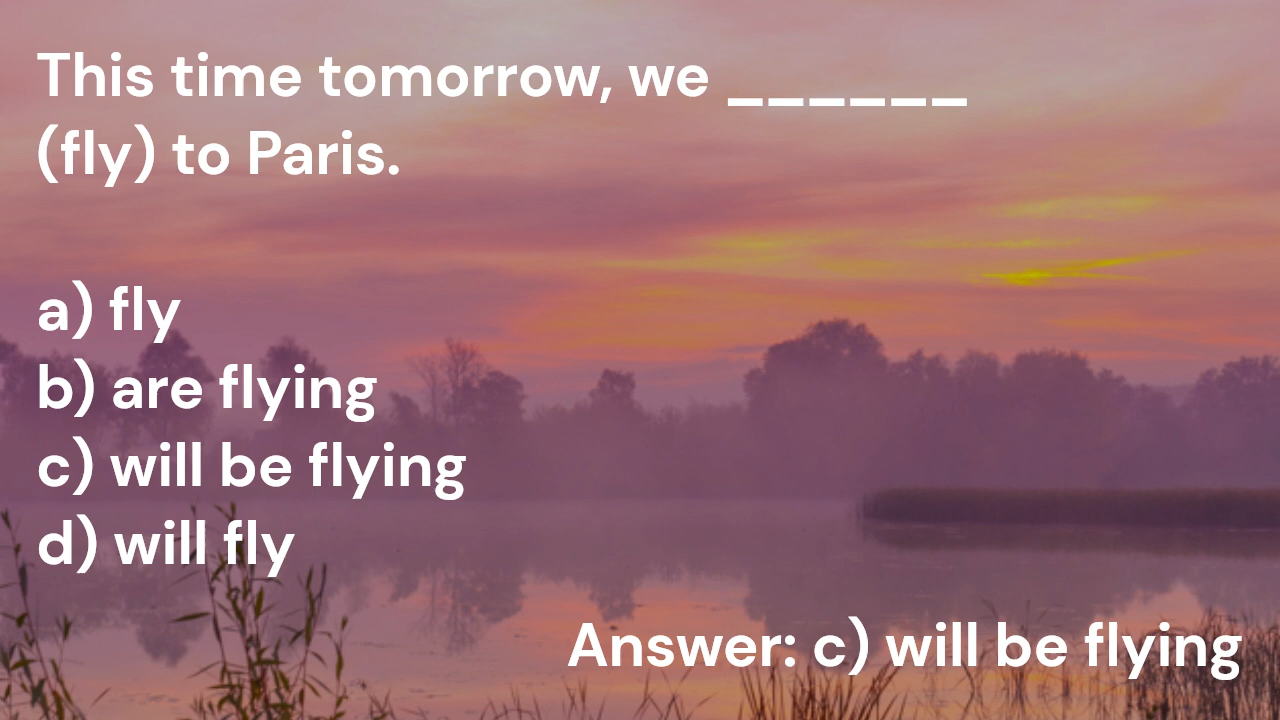 This time tomorrow, we ______
(fly) to Paris.
a) fly
b) are flying
c) will be flying
d) will fly
Answer: c) will be flying